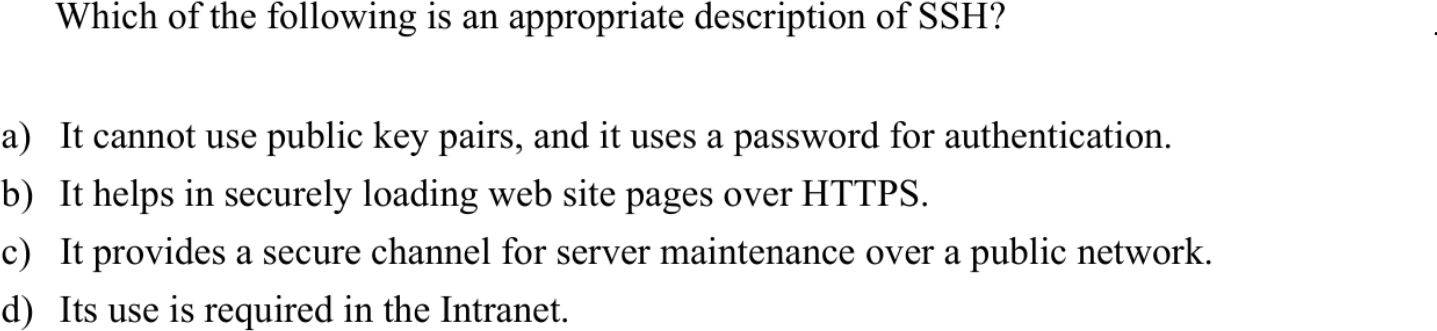 Which of the following is an appropriate description of SSH?
a) It cannot use public key pairs, and it uses a password for authentication.
b) It helps in securely loading web site pages over HTTPS.
c) It provides a secure channel for server maintenance over a public network.
d) Its use is required in the Intranet.